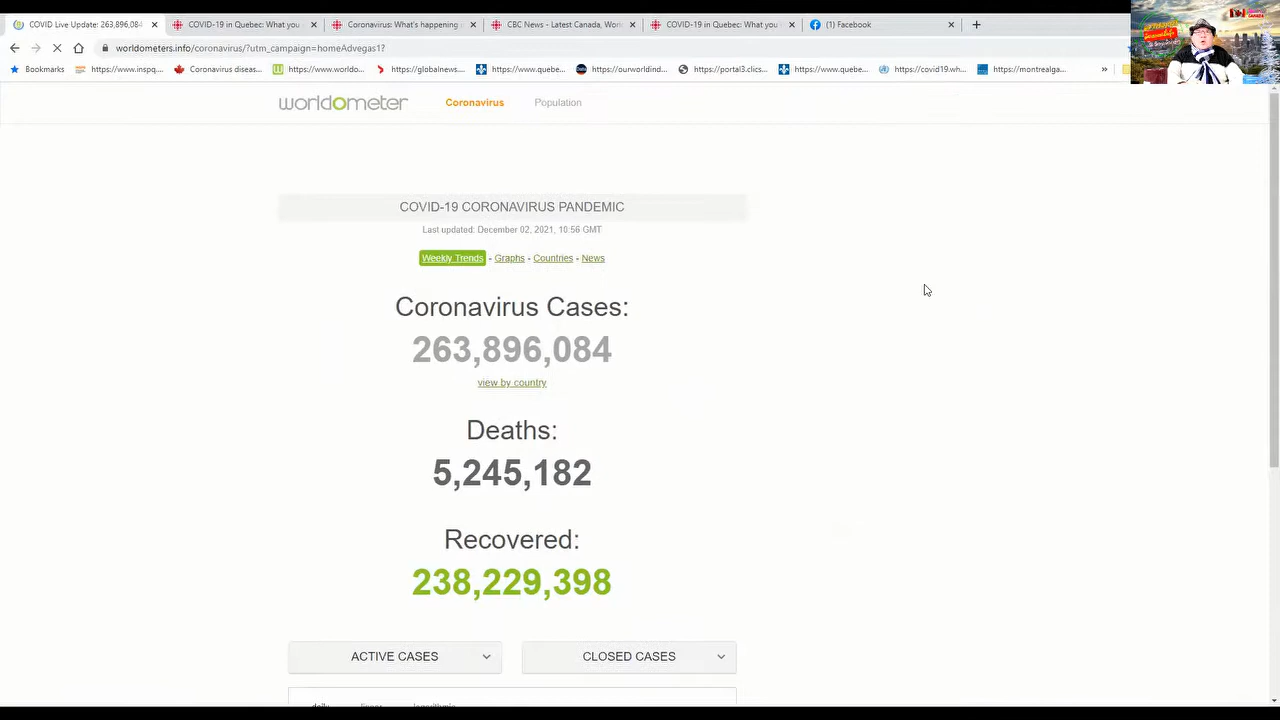 COVID Live Update: 263,896,084
COVID-19 in Quebec: What you
Coronavirus: What's happening
CBC News - Latest Canada, Wor
COVID-19 in Quebec: What you
(1) Facebook
worldometers.info/coronavirus/?utm_campaign=homeAdvegas1?
Bookmarks
https://www.inspq....
Coronavirus diseas...
https://www.worldo...
https://globalnews....
https://www.quebe...
https://ourworldind...
https://portal3.clics...
https://www.quebe...
https://covid19.wh...
https://montrealga...
worldometer
Coronavirus
Population
COVID-19 CORONAVIRUS PANDEMIC
Last updated: December 02, 2021, 10:56 GMT
Weekly Trends - Graphs - Countries - News
Coronavirus Cases:
263,896,084
view by country
Deaths:
5,245,182
Recovered:
238,229,398
ACTIVE CASES
CLOSED CASES
daily
linear
logarithmic